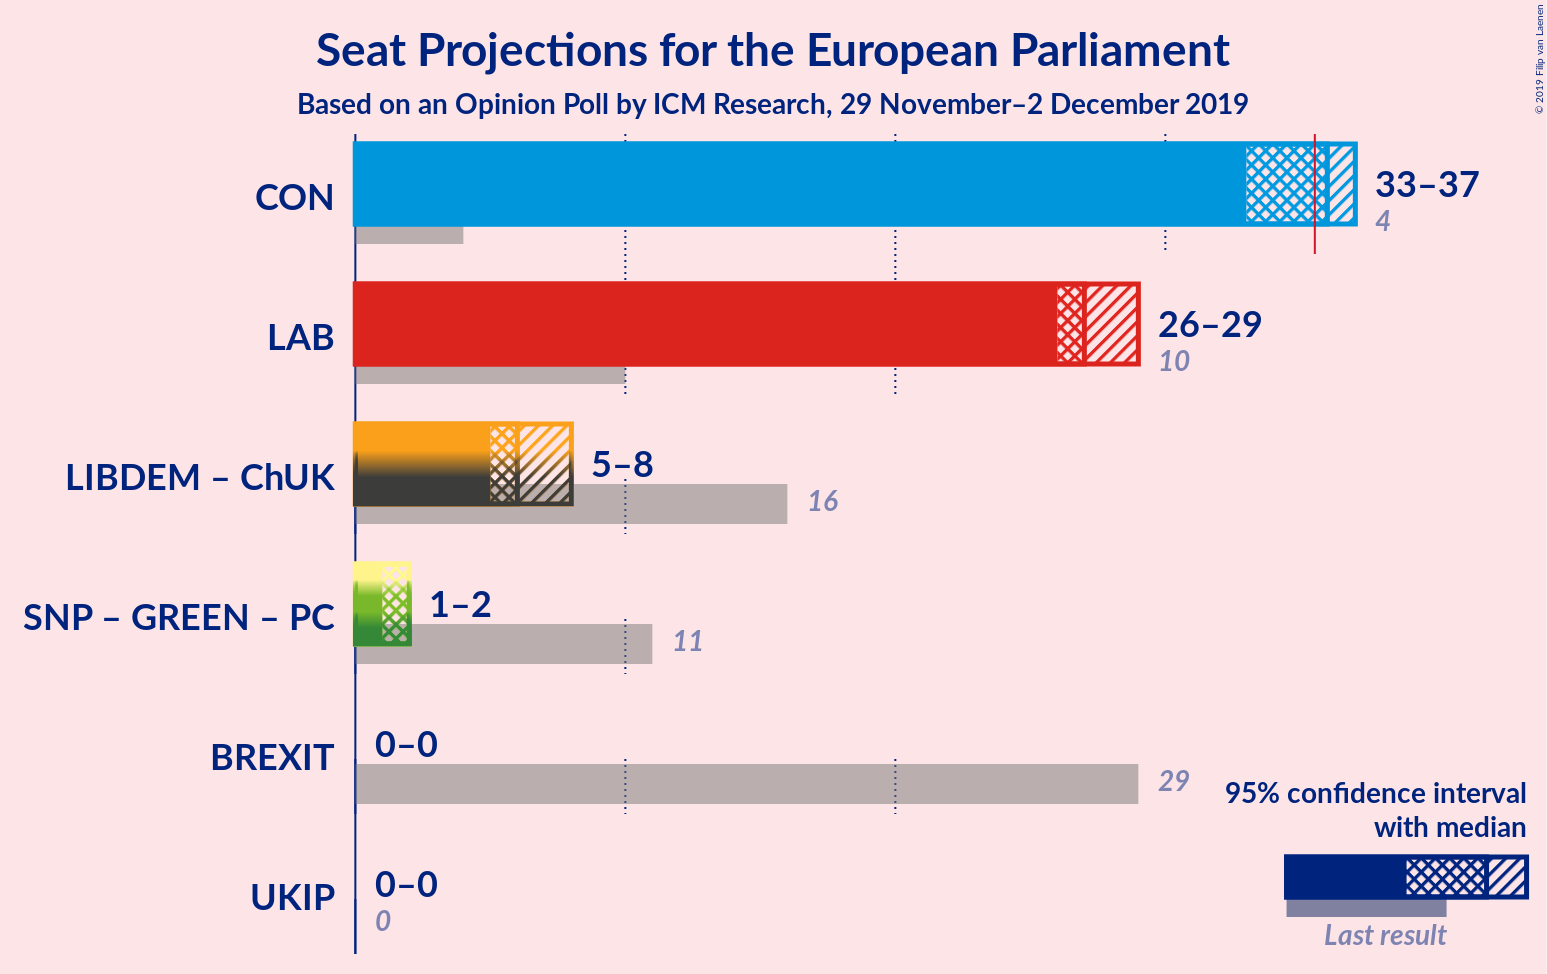 Seat Projections for the European Parliament
Based on an Opinion Poll by ICM Research, 29 November–2 December 2019
© 2019 Filip van Laenen
CON
33–37
4
LAB
26–29
10
LIBDEM – ChUK
5–8
16
SNP – GREEN – PC
1–2
11
BREXIT
0–0
29
UKIP
0–0
0
95% confidence interval
with median
Last result